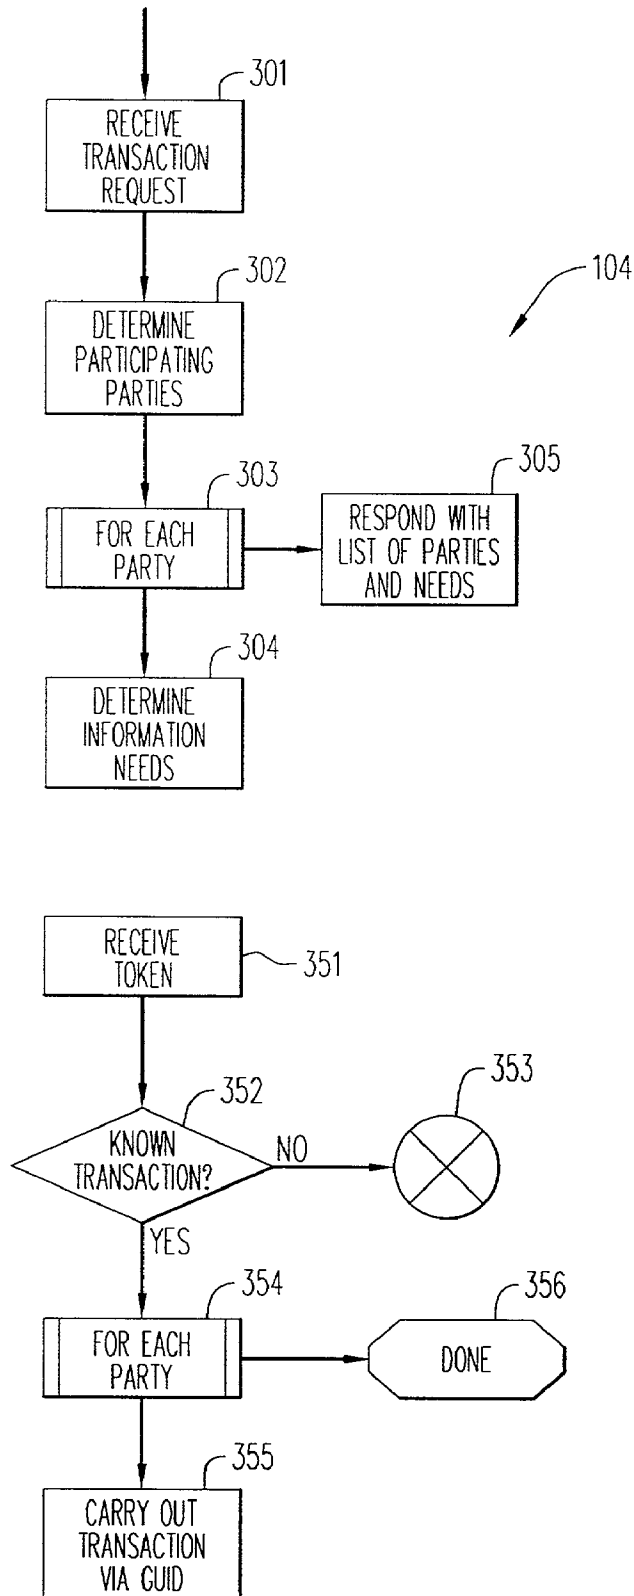 301
RECEIVE
TRANSACTION
REQUEST
302
104
DETERMINE
PARTICIPATING
PARTIES
303
305
FOR EACH
PARTY
RESPOND WITH
LIST OF PARTIES
AND NEEDS
304
DETERMINE
INFORMATION
NEEDS
RECEIVE
TOKEN
351
352
353
KNOWN
TRANSACTION?
NO
YES
354
356
FOR EACH
PARTY
DONE
355
CARRY OUT
TRANSACTION
VIA GUID